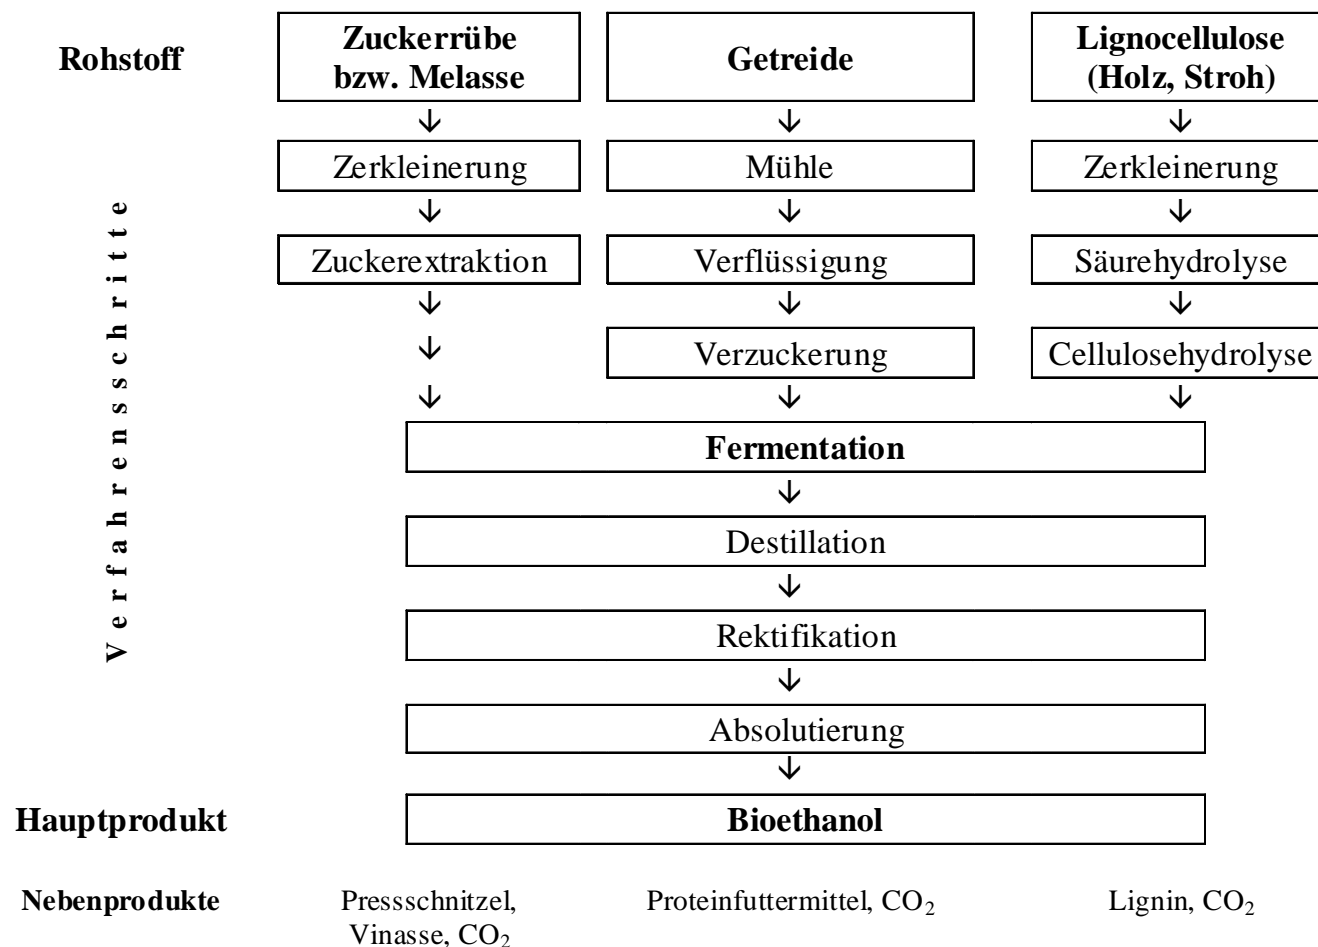 Rohstoff
Zuckerrübe
bzw. Melasse
Getreide
Lignocellulose
(Holz, Stroh)
Verfahrensschritte
Zerkleinerung
Mühle
Zerkleinerung
Zuckerextraktion
Verflüssigung
Säurehydrolyse
Verzuckerung
Cellulosehydrolyse
Fermentation
Destillation
Rektifikation
Absolutierung
Hauptprodukt
Bioethanol
Nebenprodukte
Pressschnitzel,
Vinasse, CO₂
Proteinfuttermittel, CO₂
Lignin, CO₂